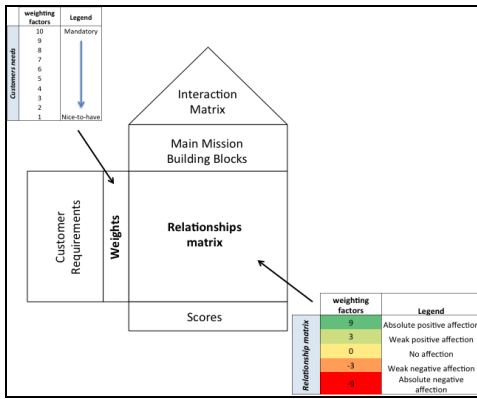 weighting
factors Legend
Customers needs
10 Mandatory
9
8
7
6
5
4
3
2
1 Nice-to-have
Interaction
Matrix
Main Mission
Building Blocks
Customer
Requirements
Weights
Relationships
matrix
Scores
weighting
factors Legend
Relationship matrix
9 Absolute positive affection
3 Weak positive affection
0 No affection
-3 Weak negative affection
-9 Absolute negative
affection